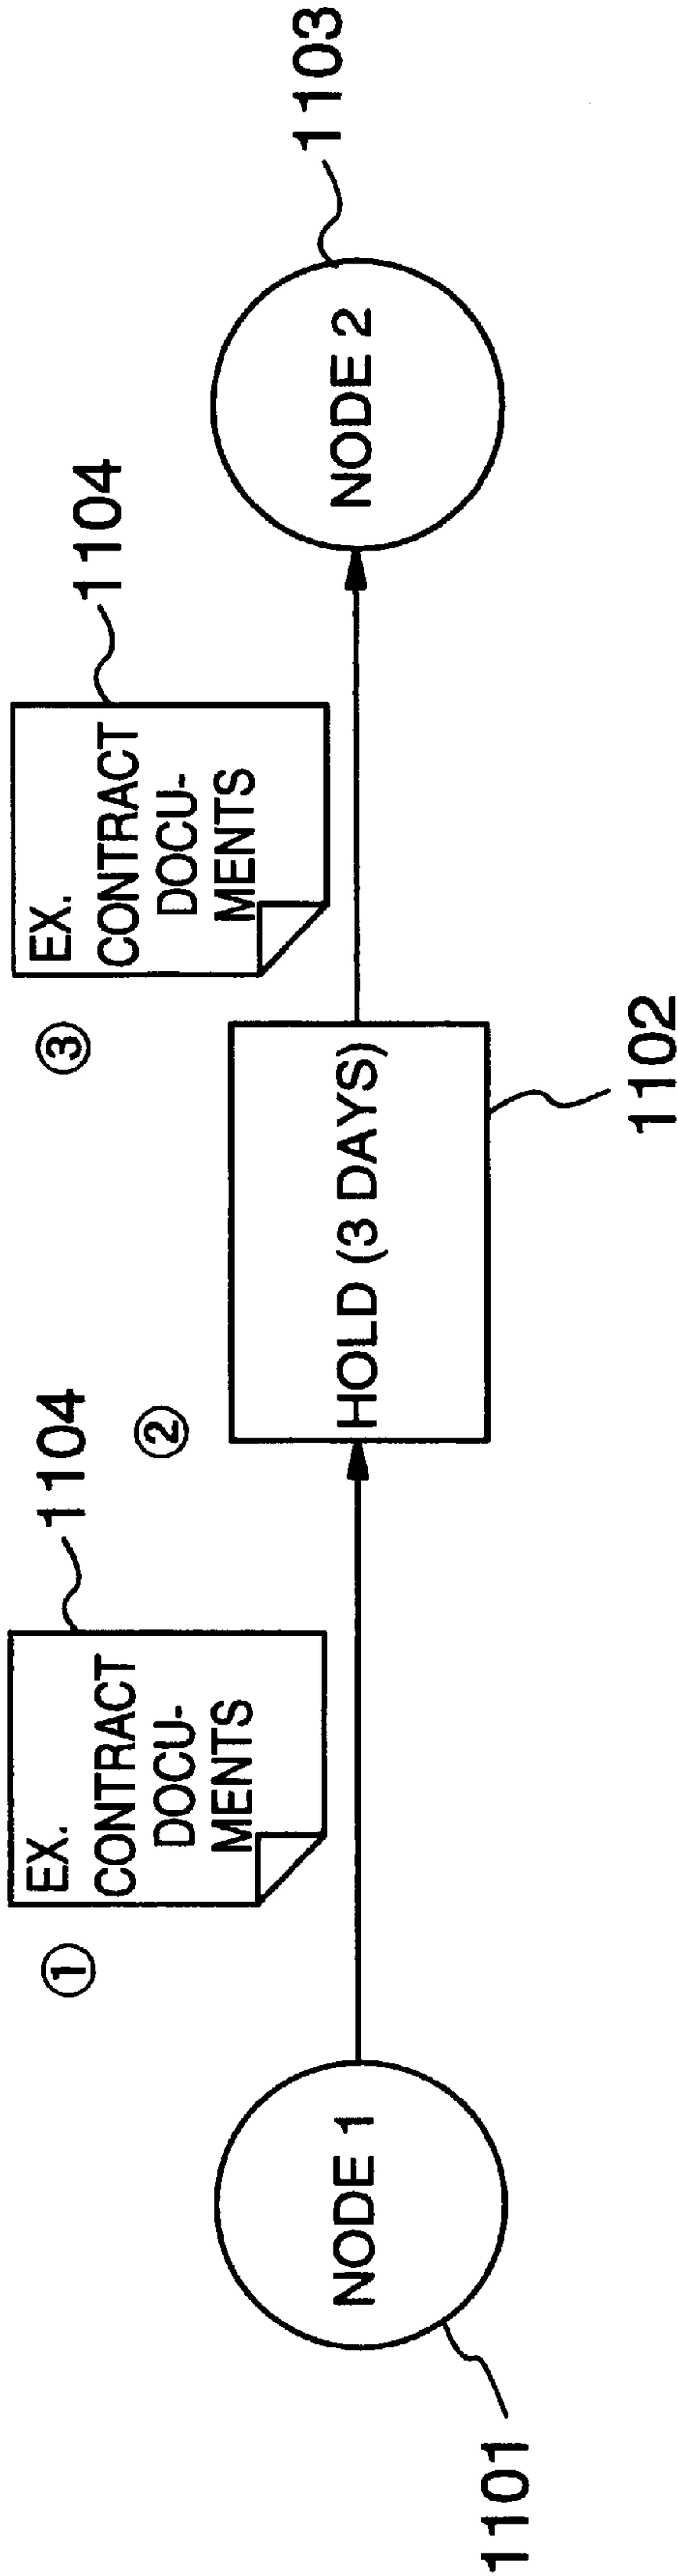 ①
EX.
CONTRACT
DOCU-
MENTS
1104
②
③
EX.
CONTRACT
DOCU-
MENTS
1104
1101
NODE 1
HOLD (3 DAYS)
1102
NODE 2
1103